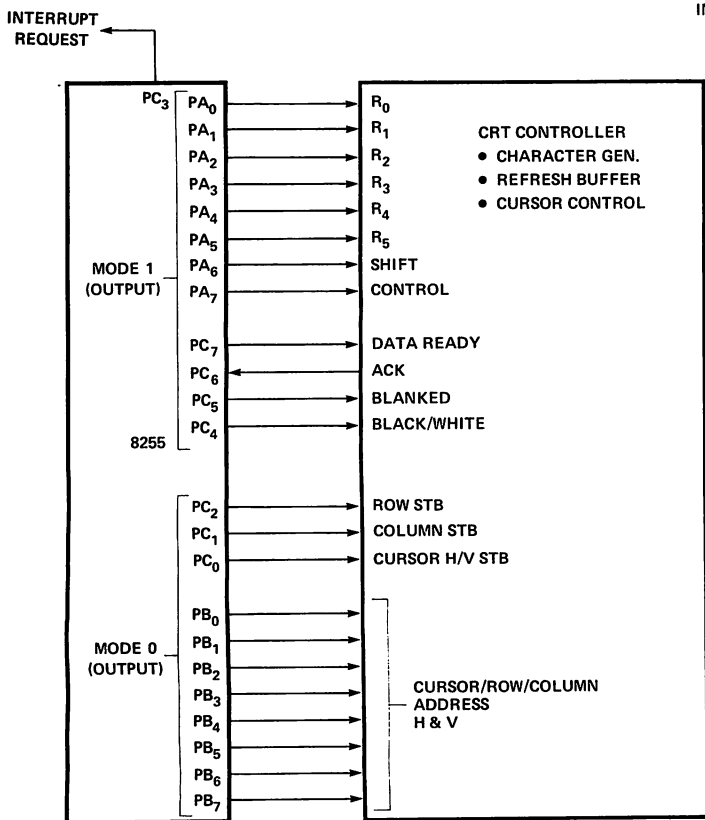 INTERRUPT
REQUEST
IN
PC3 PA0 R0
PA1 R1
PA2 R2
PA3 R3
PA4 R4
PA5 R5
PA6 SHIFT
PA7 CONTROL
MODE 1
(OUTPUT)
CRT CONTROLLER
• CHARACTER GEN.
• REFRESH BUFFER
• CURSOR CONTROL
PC7 DATA READY
PC6 ACK
PC5 BLANKED
PC4 BLACK/WHITE
8255
PC2 ROW STB
PC1 COLUMN STB
PC0 CURSOR H/V STB
MODE 0
(OUTPUT)
PB0
PB1
PB2
PB3
PB4
PB5
PB6
PB7
CURSOR/ROW/COLUMN
ADDRESS
H & V